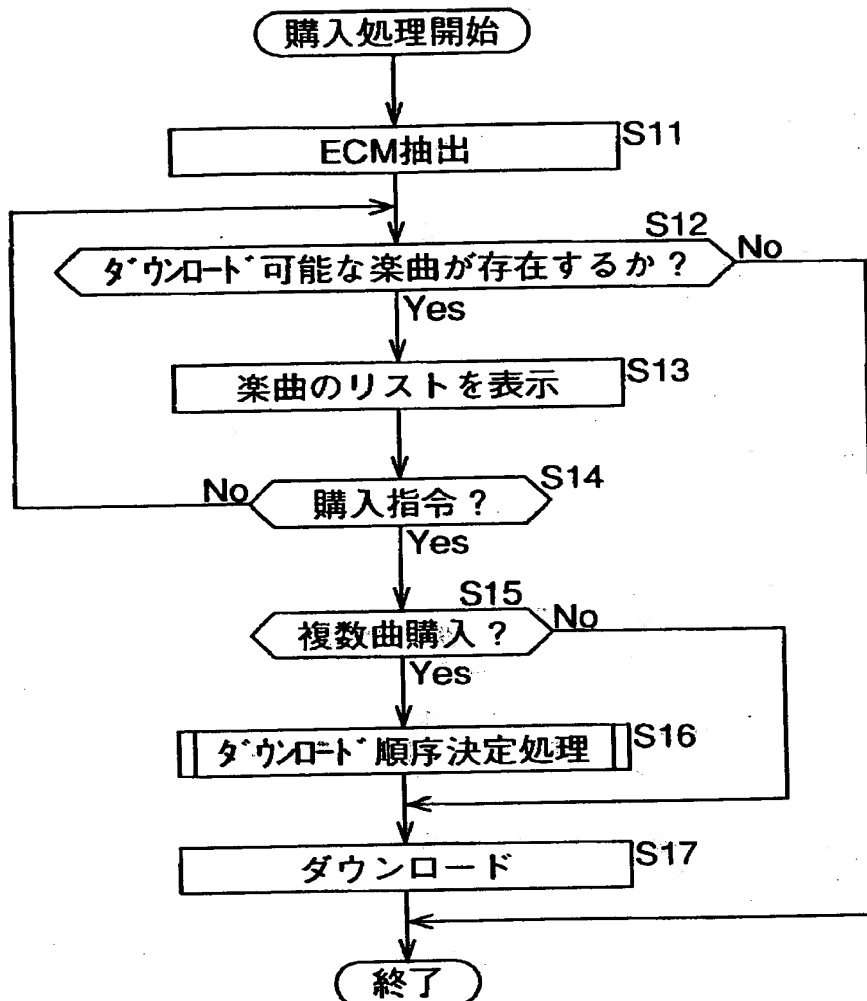 購入処理開始
S11
ECM抽出
S12
ダウンロード可能な楽曲が存在するか?
No
Yes
S13
楽曲のリストを表示
S14
No
購入指令?
Yes
S15
複数曲購入?
No
Yes
S16
ダウンロード順序決定処理
S17
ダウンロード
終了